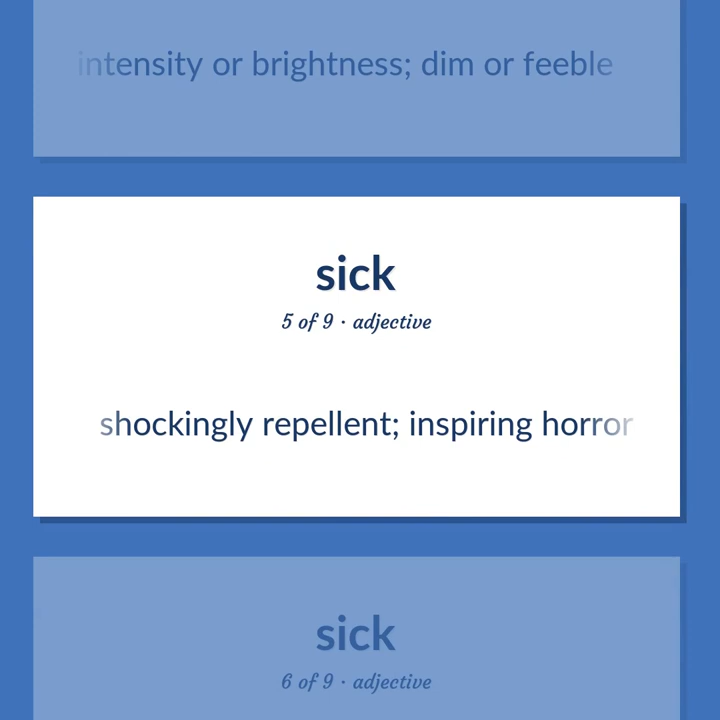 intensity or brightness; dim or feeble
sick
5 of 9 · adjective
shockingly repellent; inspiring horror
sick
6 of 9 · adjective